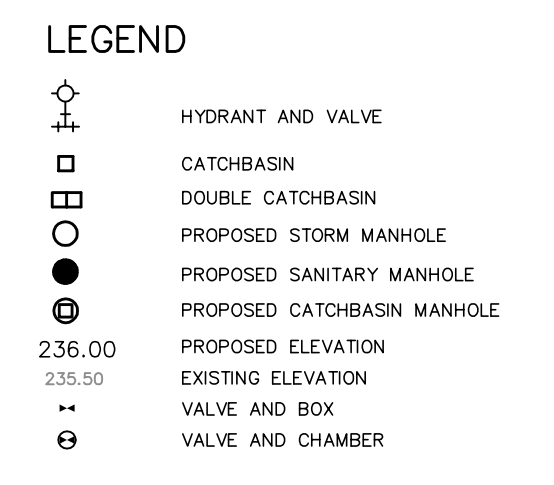 LEGEND
HYDRANT AND VALVE
CATCHBASIN
DOUBLE CATCHBASIN
PROPOSED STORM MANHOLE
PROPOSED SANITARY MANHOLE
PROPOSED CATCHBASIN MANHOLE
236.00 PROPOSED ELEVATION
235.50 EXISTING ELEVATION
VALVE AND BOX
VALVE AND CHAMBER